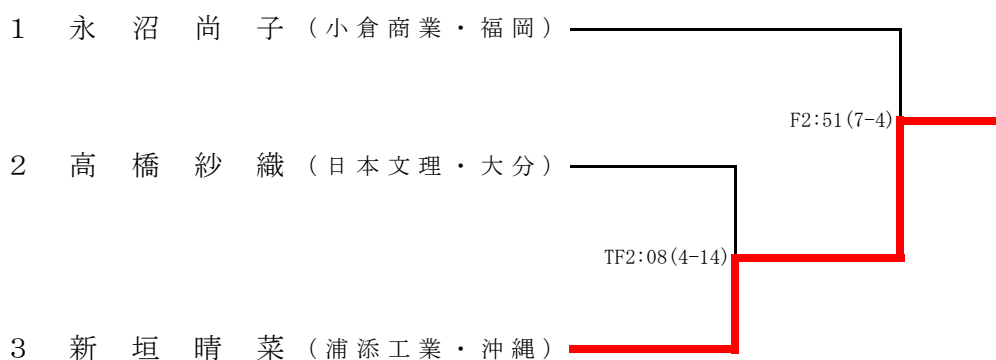 1 永沼尚子(小倉商業・福岡)
F2:51(7-4)
2 高橋紗織(日本文理・大分)
TF2:08(4-14)
3 新垣晴菜(浦添工業・沖縄)